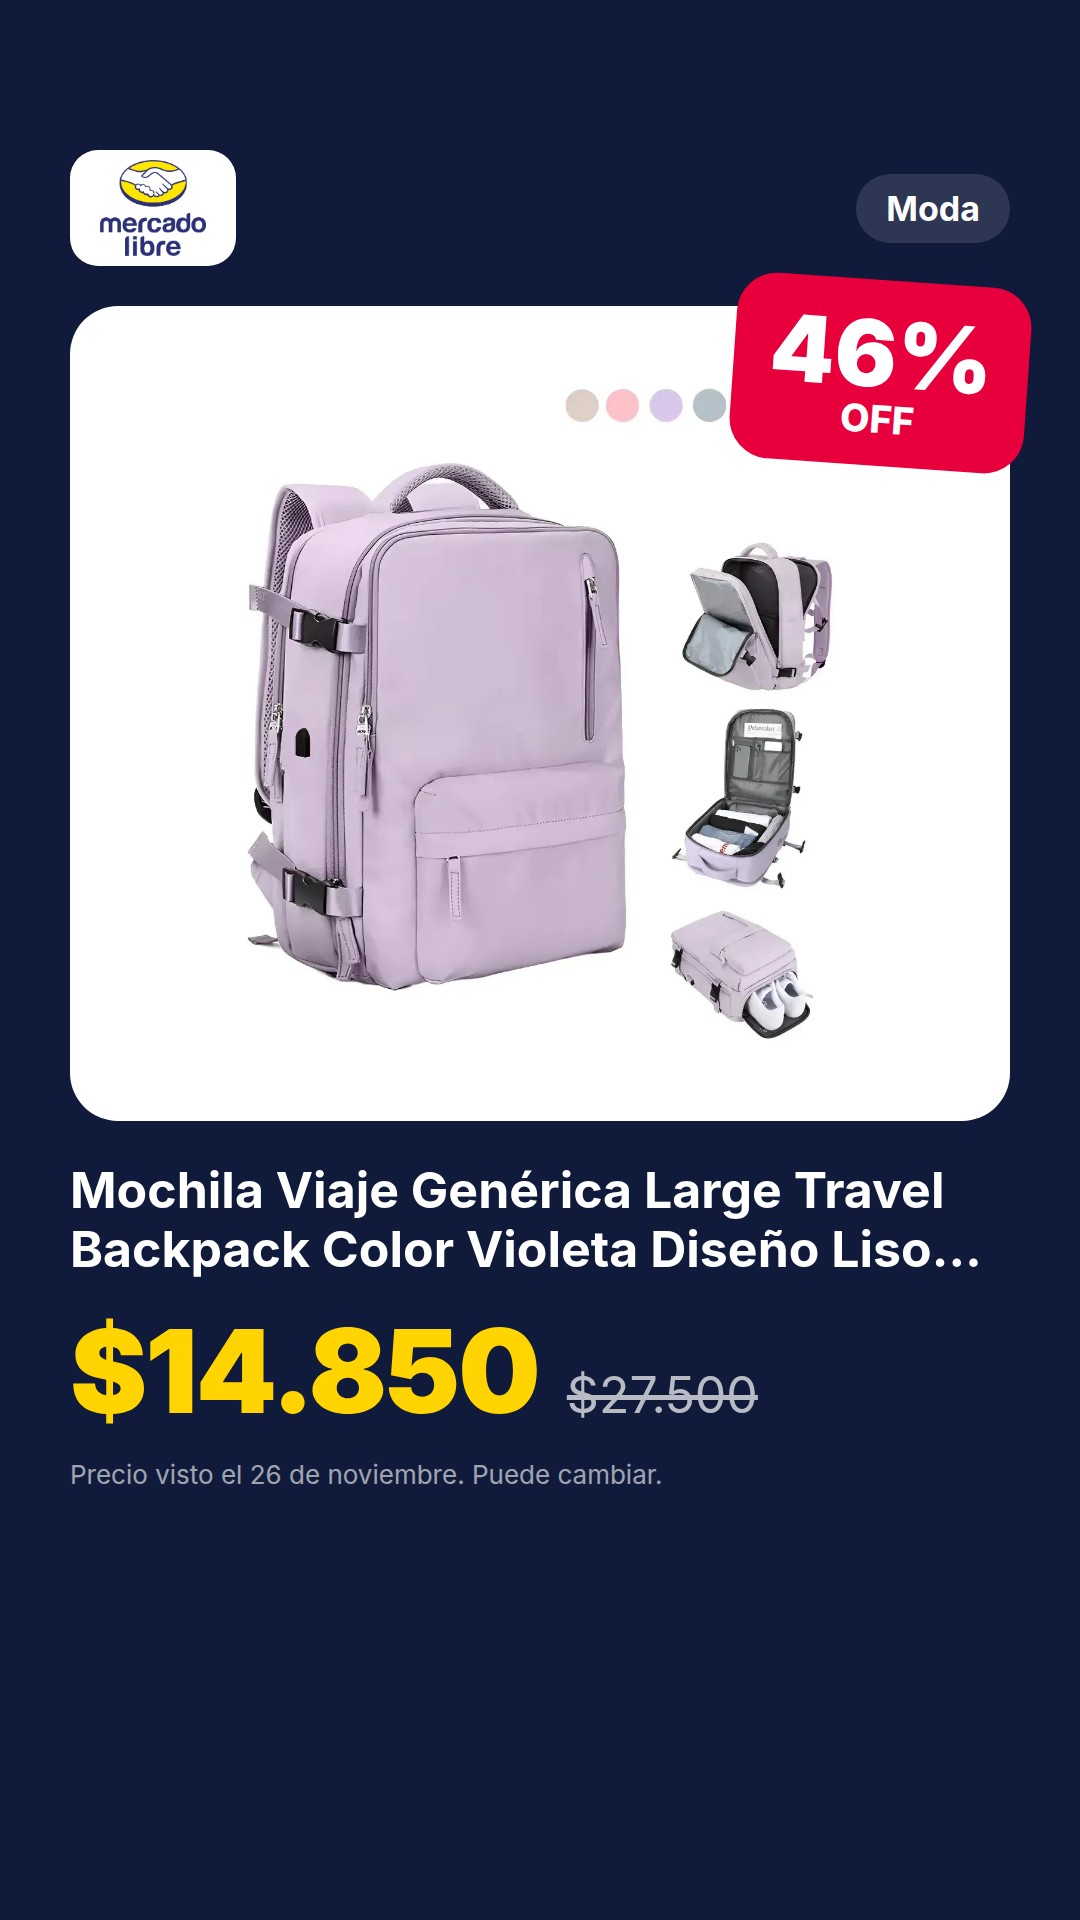 mercado
libre
Moda
46%
OFF
Mochila Viaje Genérica Large Travel
Backpack Color Violeta Diseño Liso...
$14.850 $27.500
Precio visto el 26 de noviembre. Puede cambiar.